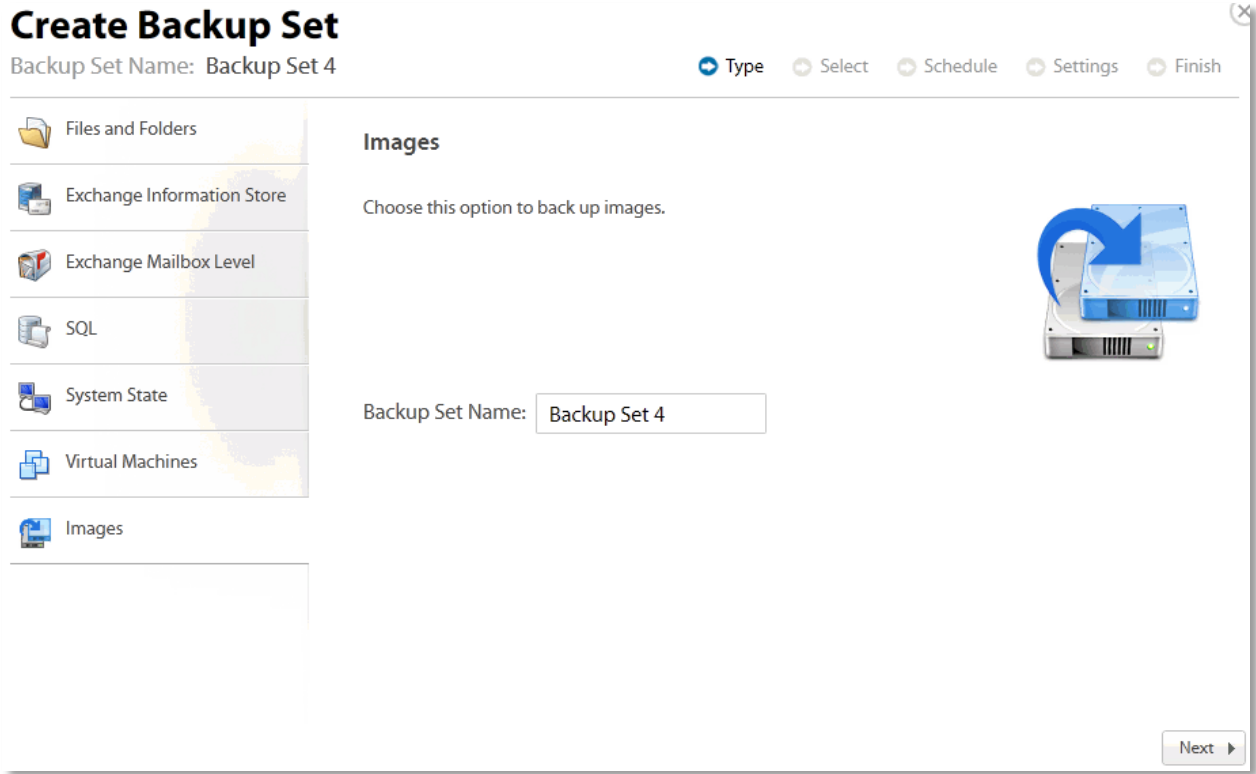 Create Backup Set
Backup Set Name: Backup Set 4
Type Select Schedule Settings Finish
Files and Folders
Exchange Information Store
Exchange Mailbox Level
SQL
System State
Virtual Machines
Images
Images
Choose this option to back up images.
Backup Set Name: Backup Set 4
Next